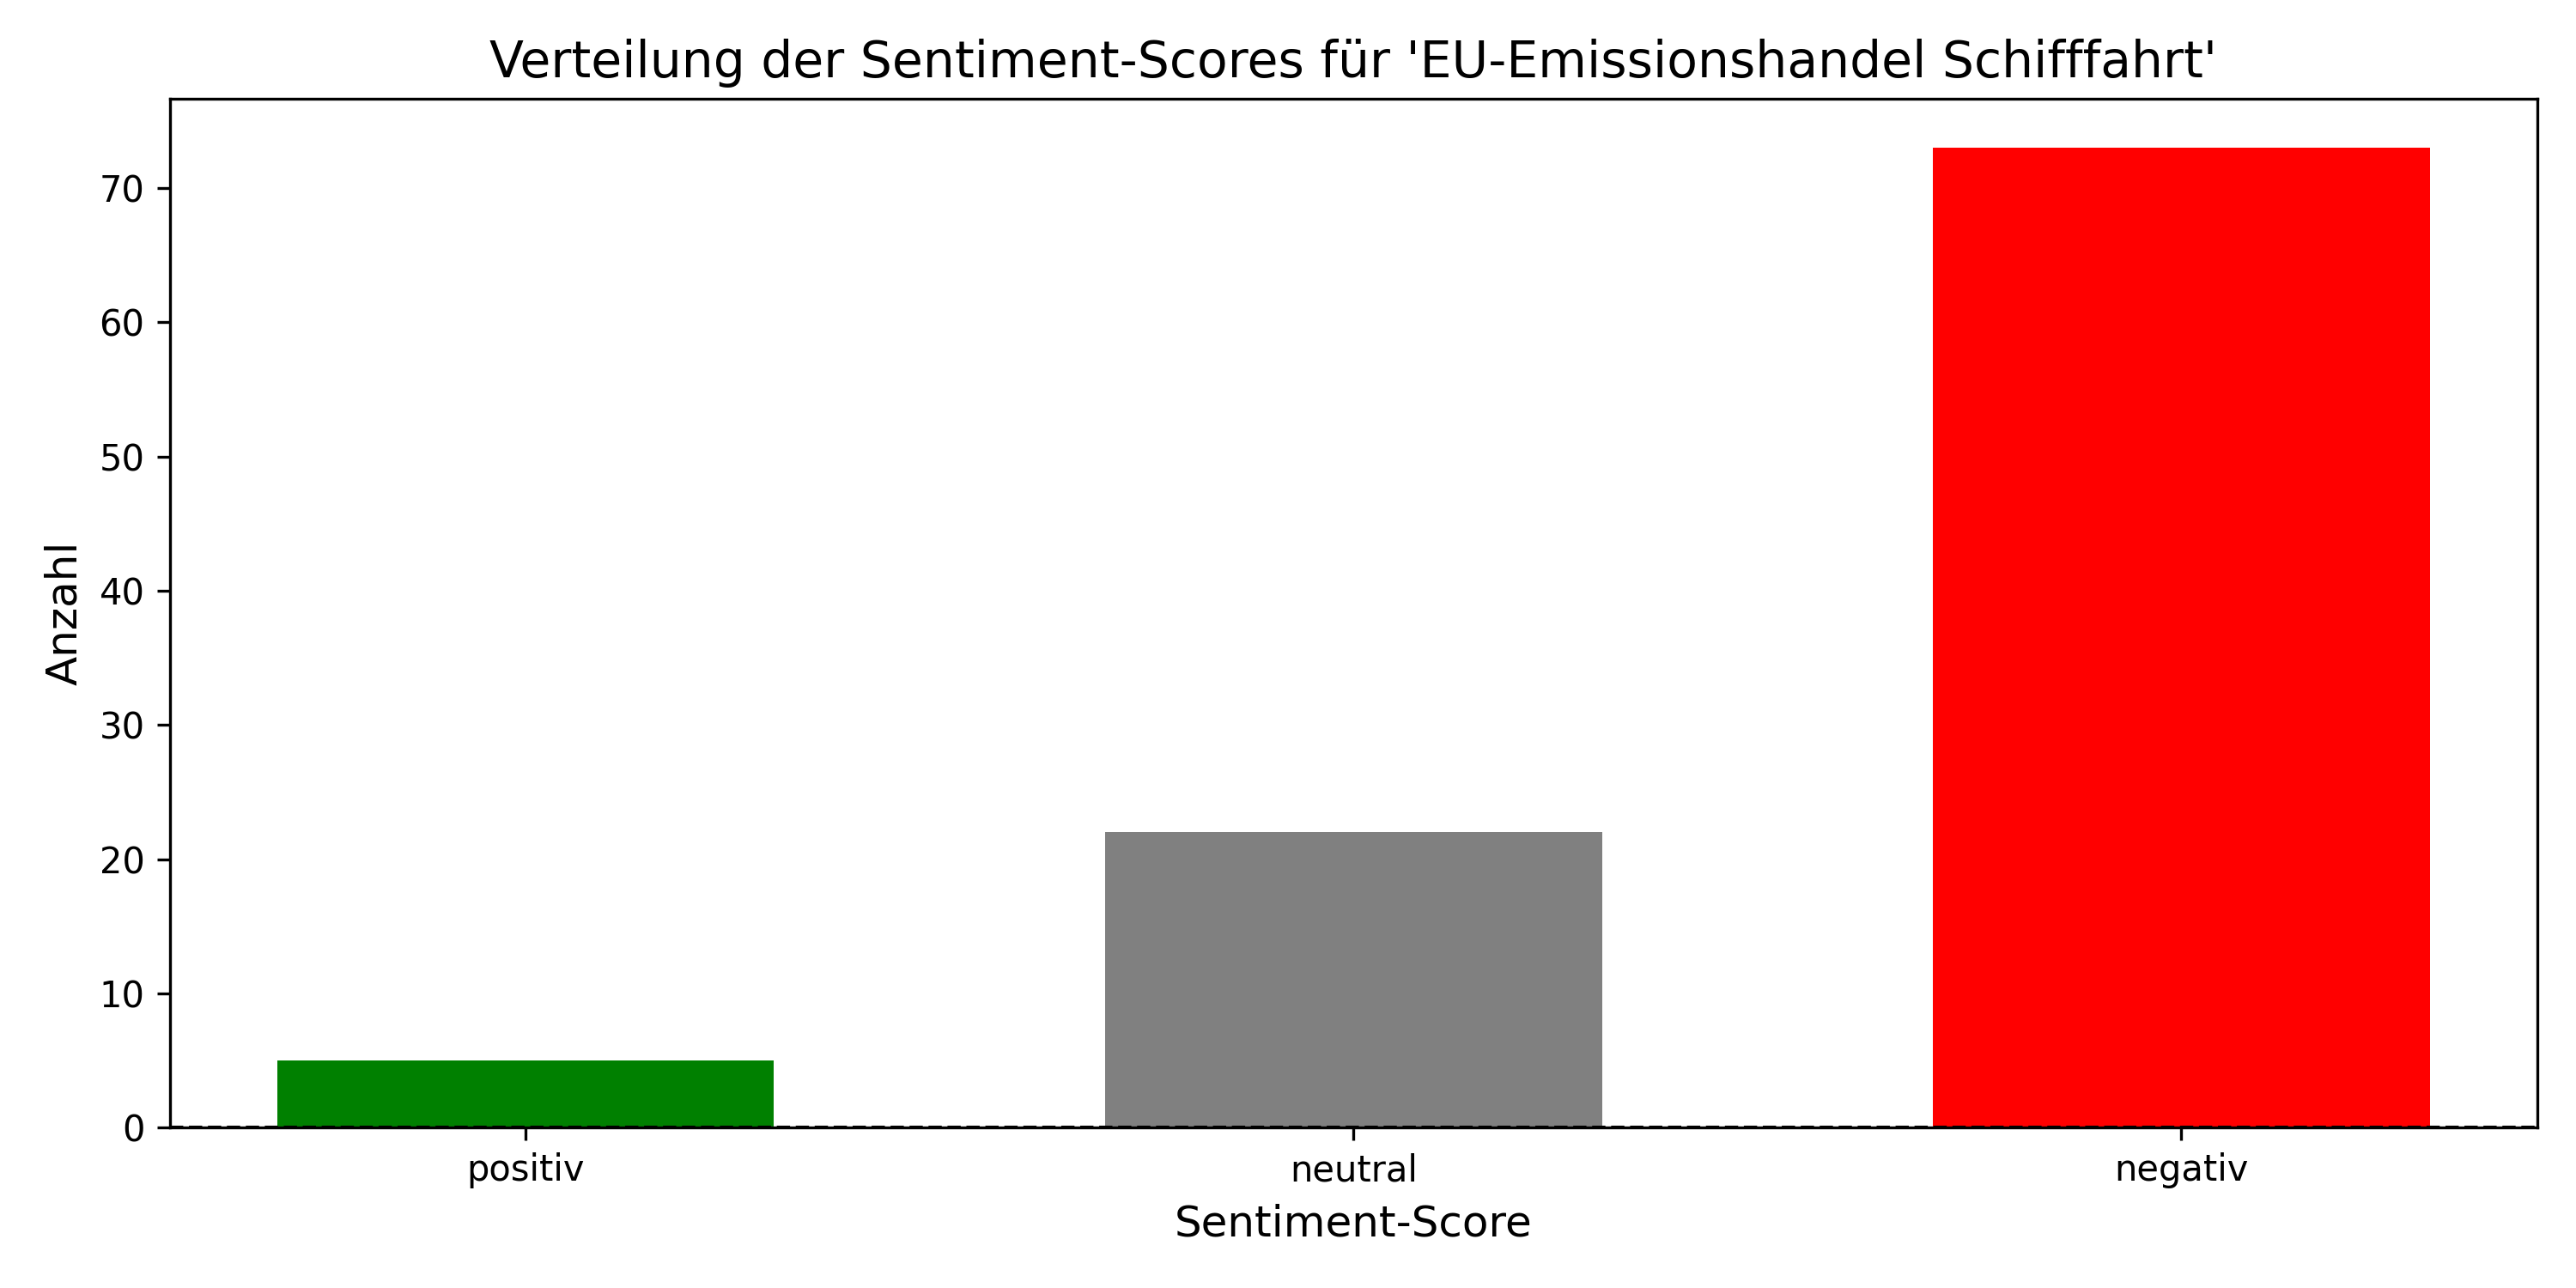 Verteilung der Sentiment-Scores für 'EU-Emissionshandel Schifffahrt'
70
60
50
40
30
20
10
0
Anzahl
positiv neutral negativ
Sentiment-Score